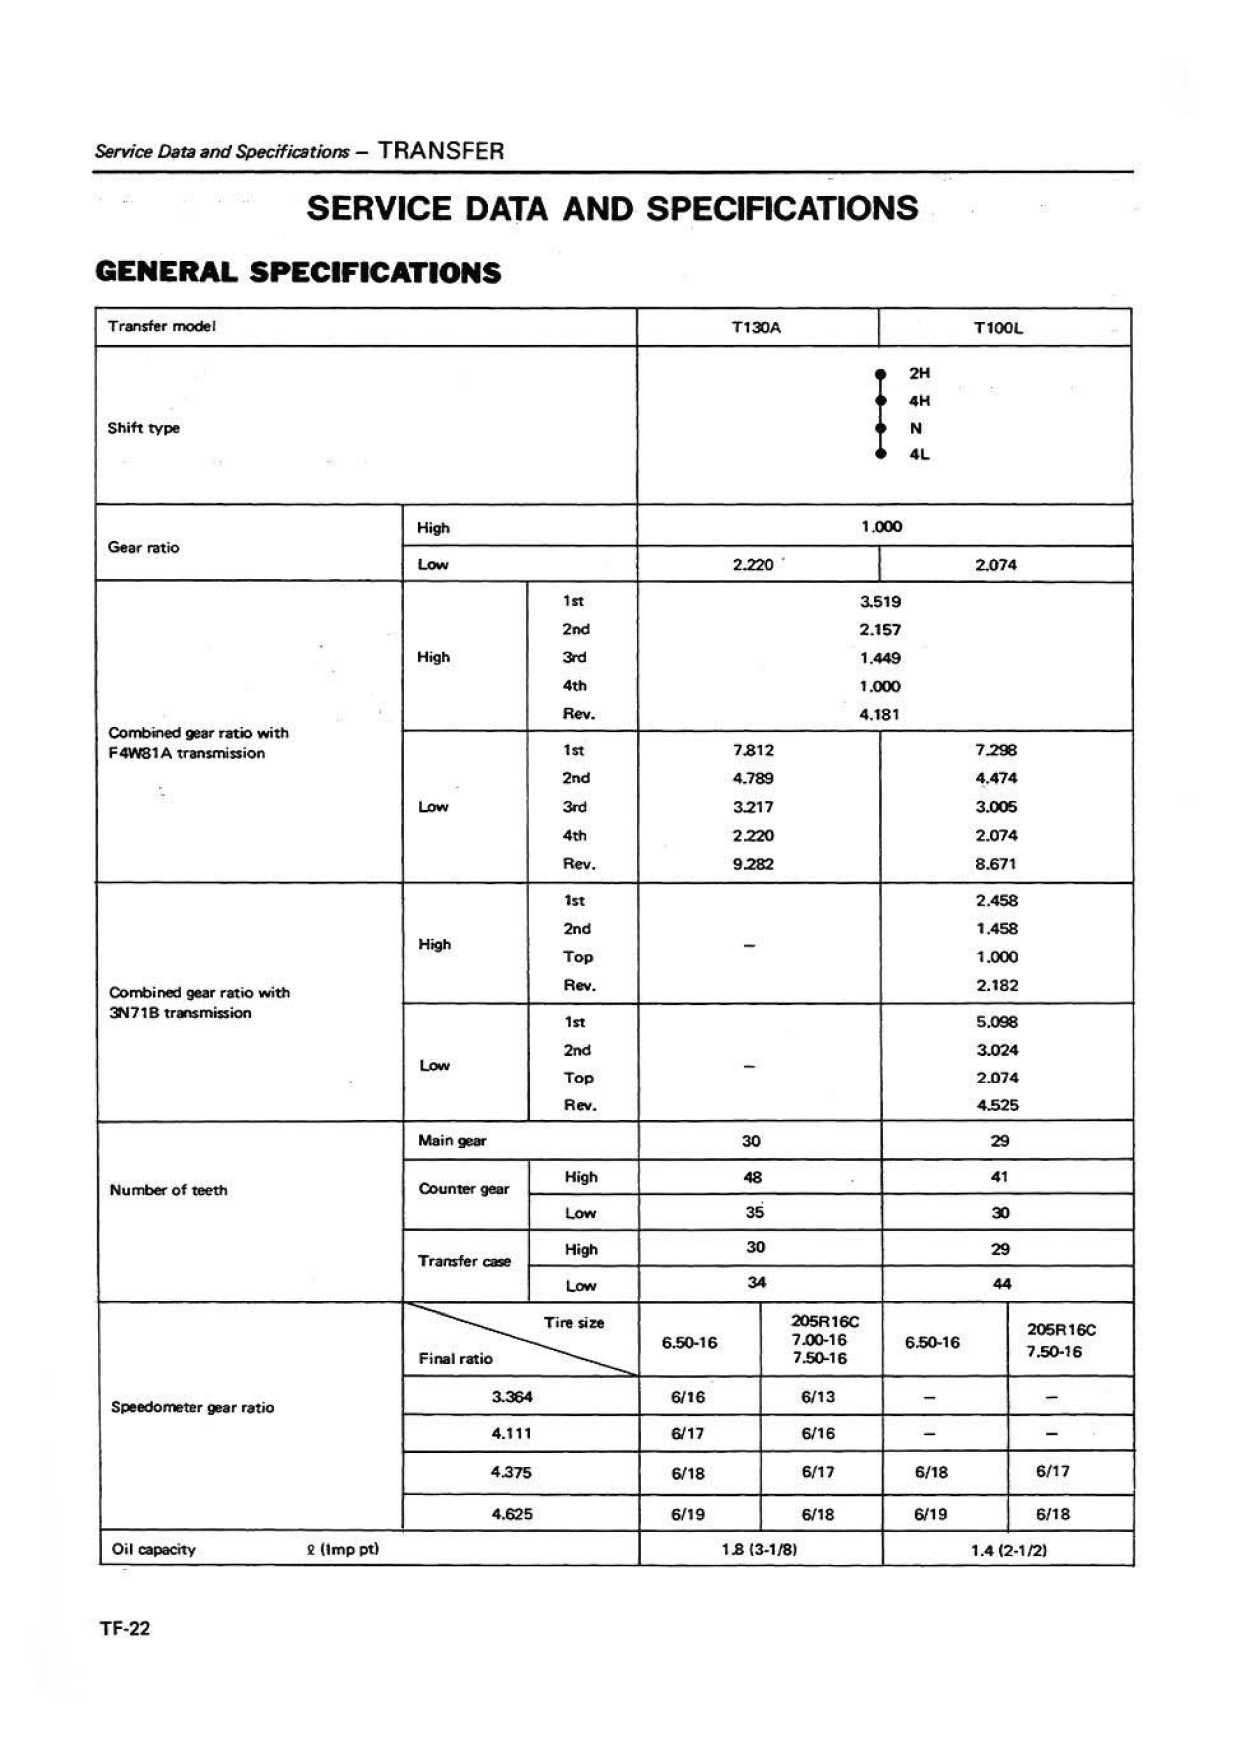 Service Data and Specifications – TRANSFER
SERVICE DATA AND SPECIFICATIONS
GENERAL SPECIFICATIONS
Transfer model T130A T100L
Shift type
2H
4H
N
4L
Gear ratio
High 1.000
Low 2.220 2.074
Combined gear ratio with
F4W81A transmission
High
1st 3.519
2nd 2.157
3rd 1.449
4th 1.000
Rev. 4.181
Low
1st 7.812 7.298
2nd 4.789 4.474
3rd 3.217 3.005
4th 2.220 2.074
Rev. 9.282 8.671
Combined gear ratio with
3N71B transmission
High
1st 2.458
2nd – 1.458
Top 1.000
Rev. 2.182
Low
1st 5.098
2nd – 3.024
Top 2.074
Rev. 4.525
Number of teeth
Main gear 30 29
Counter gear
High 48 41
Low 35 30
Transfer case
High 30 29
Low 34 44
Speedometer gear ratio
Tire size
Final ratio
6.50-16
205R16C
7.00-16
7.50-16
6.50-16
205R16C
7.50-16
3.364 6/16 6/13 – –
4.111 6/17 6/16 – –
4.375 6/18 6/17 6/18 6/17
4.625 6/19 6/18 6/19 6/18
Oil capacity ℓ (Imp pt) 1.8 (3-1/8) 1.4 (2-1/2)
TF-22